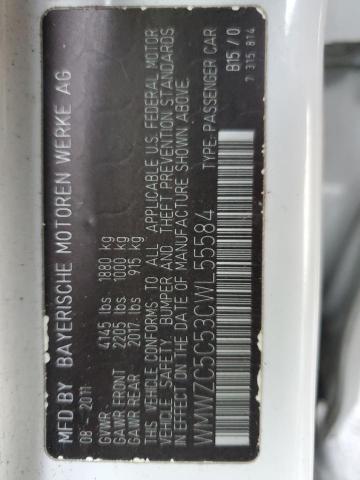 MFD BY BAYERISCHE MOTOREN WERKE AG
08 - 2011
GVWR 4145 lbs 1880 kg
GAWR FRONT 2205 lbs 1000 kg
GAWR REAR 2017 lbs 915 kg
THIS VEHICLE CONFORMS TO ALL APPLICABLE U.S. FEDERAL MOTOR
VEHICLE SAFETY, BUMPER AND THEFT PREVENTION STANDARDS
IN EFFECT ON THE DATE OF MANUFACTURE SHOWN ABOVE.
WMWZC5C53CWL55584
TYPE: PASSENGER CAR
B15/0
7 315 814